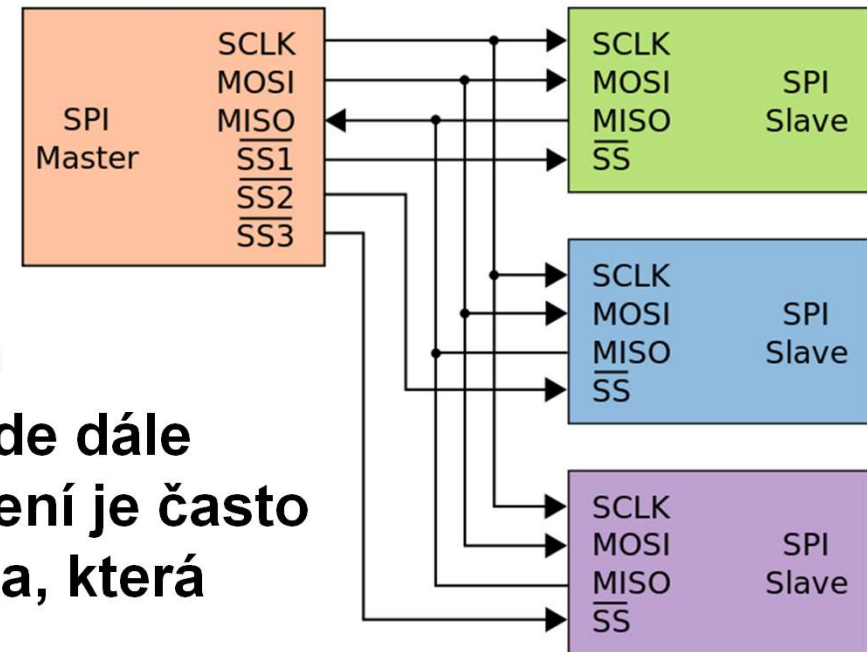 SPI
Master
SCLK
MOSI
MISO
SS1
SS2
SS3
SCLK
MOSI
MISO
SS
SPI
Slave
SCLK
MOSI
MISO
SS
SPI
Slave
SCLK
MOSI
MISO
SS
SPI
Slave
de dále
ení je často
a, která